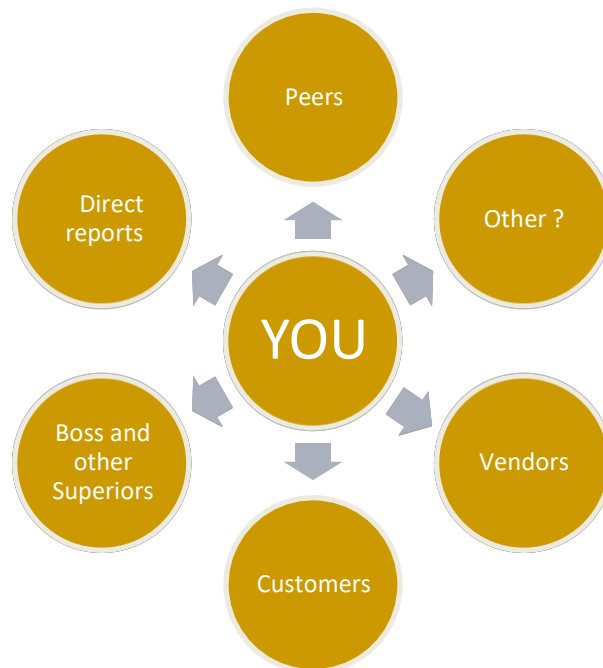 Peers
Direct
reports
Other ?
YOU
Boss and
other
Superiors
Vendors
Customers